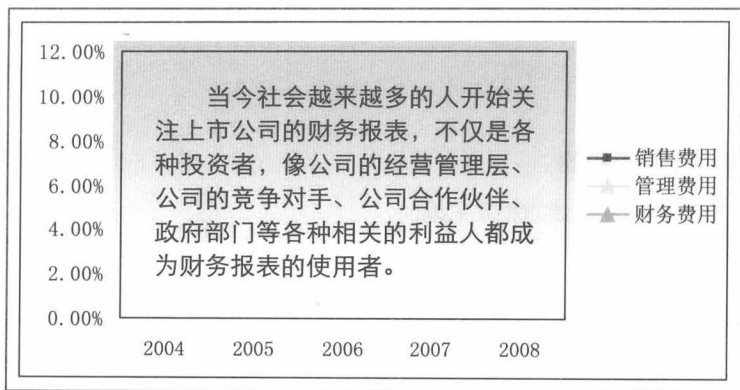 12.00%
10.00%
8.00%
6.00%
4.00%
2.00%
0.00%
当今社会越来越多的人开始关
注上市公司的财务报表，不仅是各
种投资者，像公司的经营管理层、
公司的竞争对手、公司合作伙伴、
政府部门等各种相关的利益人都成
为财务报表的使用者。
销售费用
管理费用
财务费用
2004 2005 2006 2007 2008